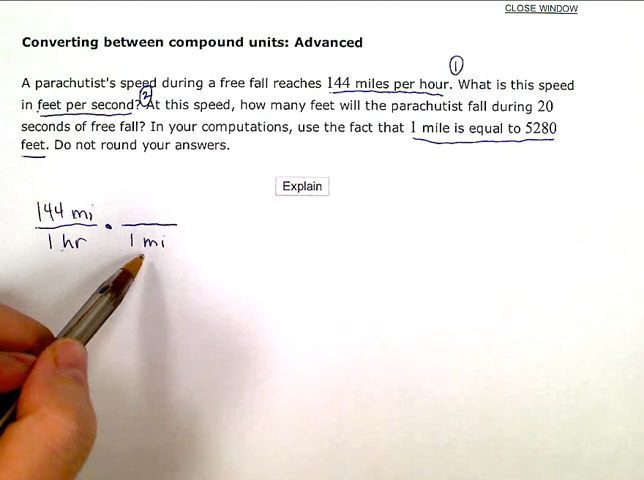 CLOSE WINDOW
Converting between compound units: Advanced
1
A parachutist's speed during a free fall reaches 144 miles per hour. What is this speed
2
in feet per second? At this speed, how many feet will the parachutist fall during 20
seconds of free fall? In your computations, use the fact that 1 mile is equal to 5280
feet. Do not round your answers.
Explain
144 mi
1 hr • 1 mi